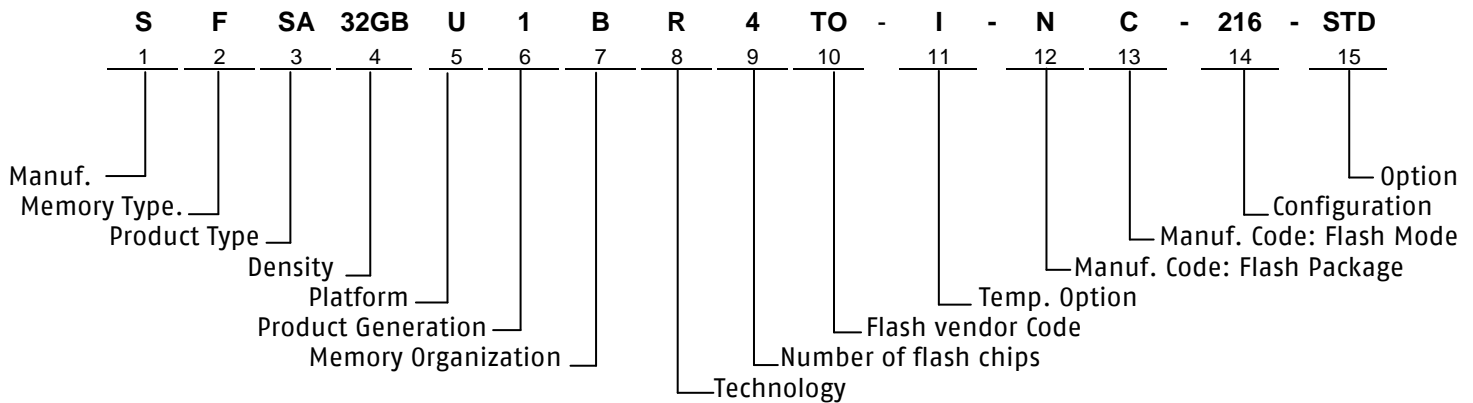 S F SA 32GB U 1 B R 4 TO - I - N C - 216 - STD
1 2 3 4 5 6 7 8 9 10 11 12 13 14 15
Manuf. Option
Memory Type. Configuration
Product Type Manuf. Code: Flash Mode
Density Manuf. Code: Flash Package
Platform Temp. Option
Product Generation Flash vendor Code
Memory Organization Number of flash chips
Technology